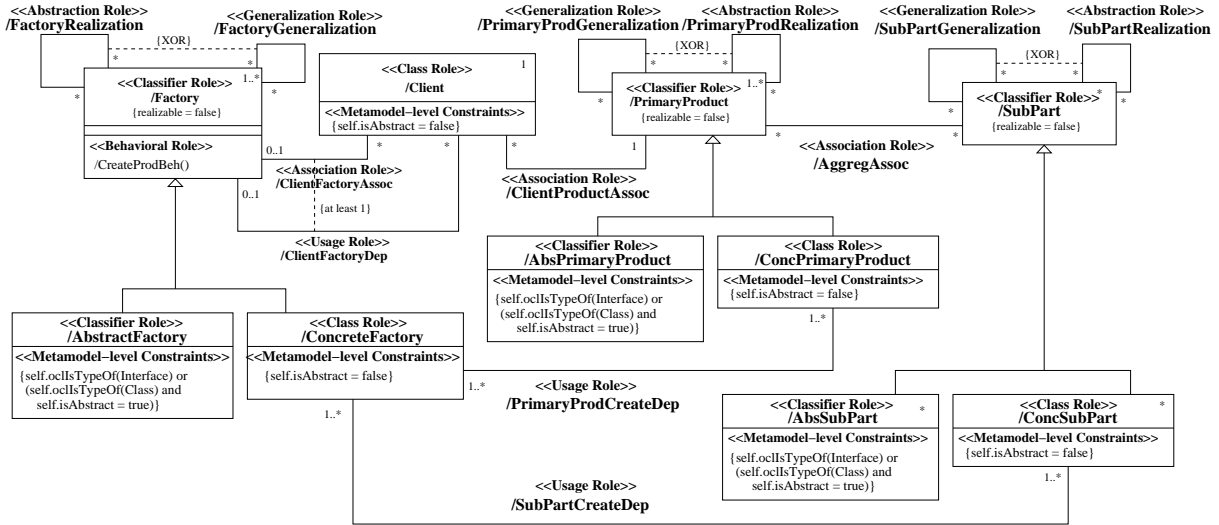 <<Abstraction Role>>
/FactoryRealization
<<Generalization Role>>
/FactoryGeneralization
{XOR}
*
*
*
*
1..*
<<Classifier Role>>
/Factory
{realizable = false}
<<Behavioral Role>>
/CreateProdBeh()
<<Class Role>>
1
/Client
<<Metamodel-level Constraints>>
{self.isAbstract = false}
0..1
*
*
*
<<Association Role>>
/ClientFactoryAssoc
0..1
{at least 1}
<<Usage Role>>
/ClientFactoryDep
<<Generalization Role>>
/PrimaryProdGeneralization
<<Abstraction Role>>
/PrimaryProdRealization
{XOR}
*
*
*
*
1..*
<<Classifier Role>>
/PrimaryProduct
{realizable = false}
1
<<Association Role>>
/ClientProductAssoc
*
*
<<Association Role>>
/AggregAssoc
<<Generalization Role>>
/SubPartGeneralization
<<Abstraction Role>>
/SubPartRealization
{XOR}
*
*
*
*
<<Classifier Role>>
*
/SubPart
{realizable = false}
<<Classifier Role>>
/AbsPrimaryProduct
<<Metamodel-level Constraints>>
{self.oclIsTypeOf(Interface) or
(self.oclIsTypeOf(Class) and
self.isAbstract = true)}
<<Class Role>>
/ConcPrimaryProduct
<<Metamodel-level Constraints>>
{self.isAbstract = false}
1..*
<<Classifier Role>>
/AbstractFactory
<<Metamodel-level Constraints>>
{self.oclIsTypeOf(Interface) or
(self.oclIsTypeOf(Class) and
self.isAbstract = true)}
<<Class Role>>
/ConcreteFactory
<<Metamodel-level Constraints>>
{self.isAbstract = false}
1..*
1..*
<<Usage Role>>
/PrimaryProdCreateDep
<<Classifier Role>>
*
/AbsSubPart
<<Metamodel-level Constraints>>
{self.oclIsTypeOf(Interface) or
(self.oclIsTypeOf(Class) and
self.isAbstract = true)}
<<Class Role>>
*
/ConcSubPart
<<Metamodel-level Constraints>>
{self.isAbstract = false}
1..*
<<Usage Role>>
/SubPartCreateDep